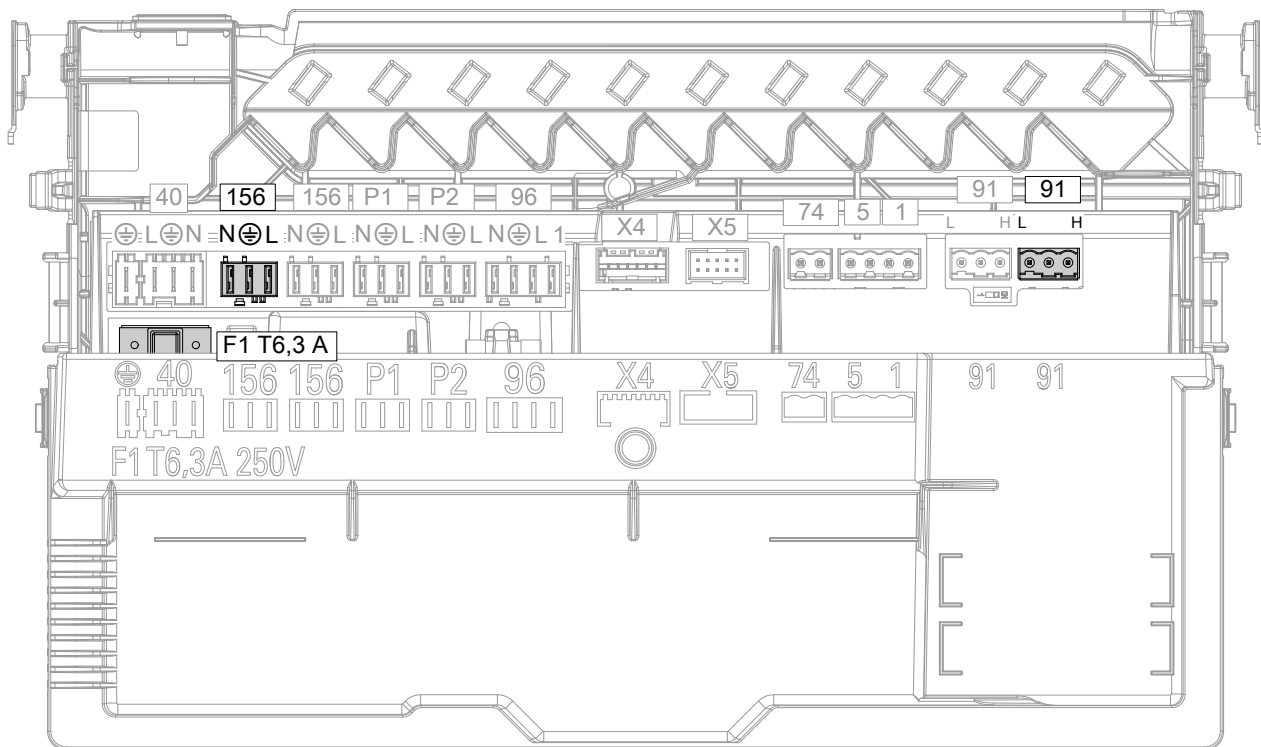 40 156 156 P1 P2 96 91 91
74 5 1
X4 X5
L H L H
⏚ L ⏚ N N ⏚ L N ⏚ L N ⏚ L N ⏚ L N ⏚ L 1
F1 T6,3 A
⏚ 40 156 156 P1 P2 96 X4 X5 74 5 1 91 91
F1 T6,3A 250V